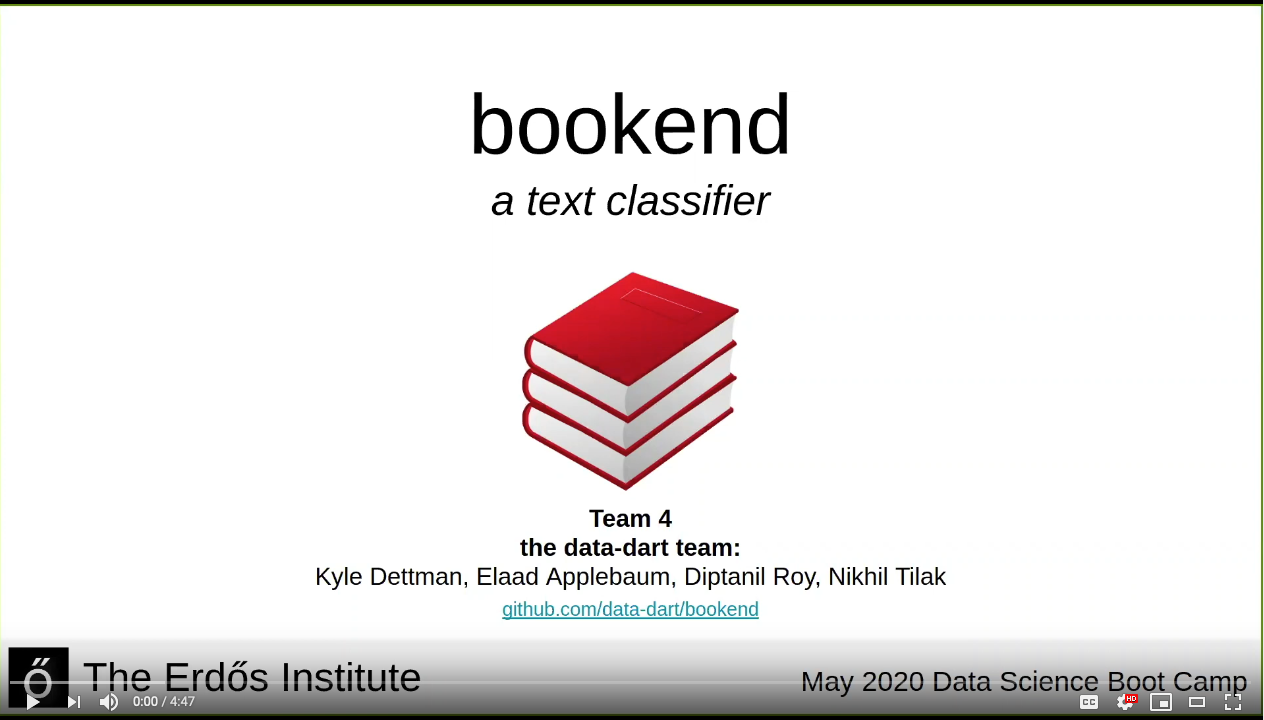 bookend
a text classifier
Team 4
the data-dart team:
Kyle Dettman, Elaad Applebaum, Diptanil Roy, Nikhil Tilak
github.com/data-dart/bookend
ő The Erdős Institute
May 2020 Data Science Boot Camp
0:00 / 4:47
CC
HD